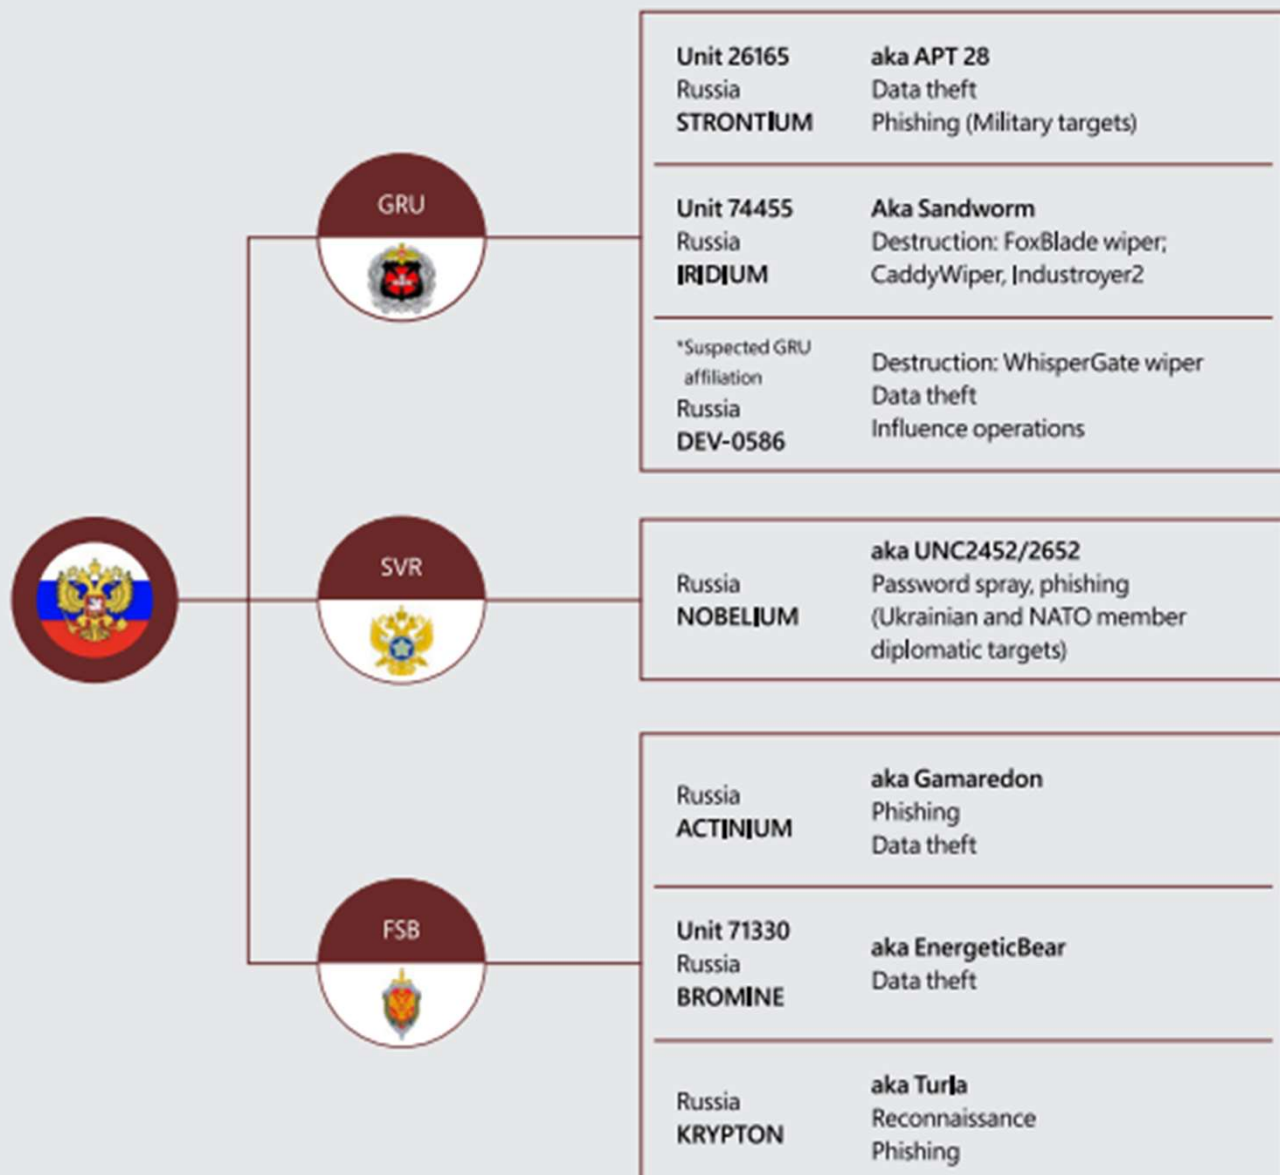 GRU
Unit 26165
Russia
STRONTIUM
aka APT 28
Data theft
Phishing (Military targets)
Unit 74455
Russia
IRIDIUM
Aka Sandworm
Destruction: FoxBlade wiper;
CaddyWiper, Industroyer2
*Suspected GRU
affiliation
Russia
DEV-0586
Destruction: WhisperGate wiper
Data theft
Influence operations
SVR
Russia
NOBELIUM
aka UNC2452/2652
Password spray, phishing
(Ukrainian and NATO member
diplomatic targets)
FSB
Russia
ACTINIUM
aka Gamaredon
Phishing
Data theft
Unit 71330
Russia
BROMINE
aka EnergeticBear
Data theft
Russia
KRYPTON
aka Turla
Reconnaissance
Phishing